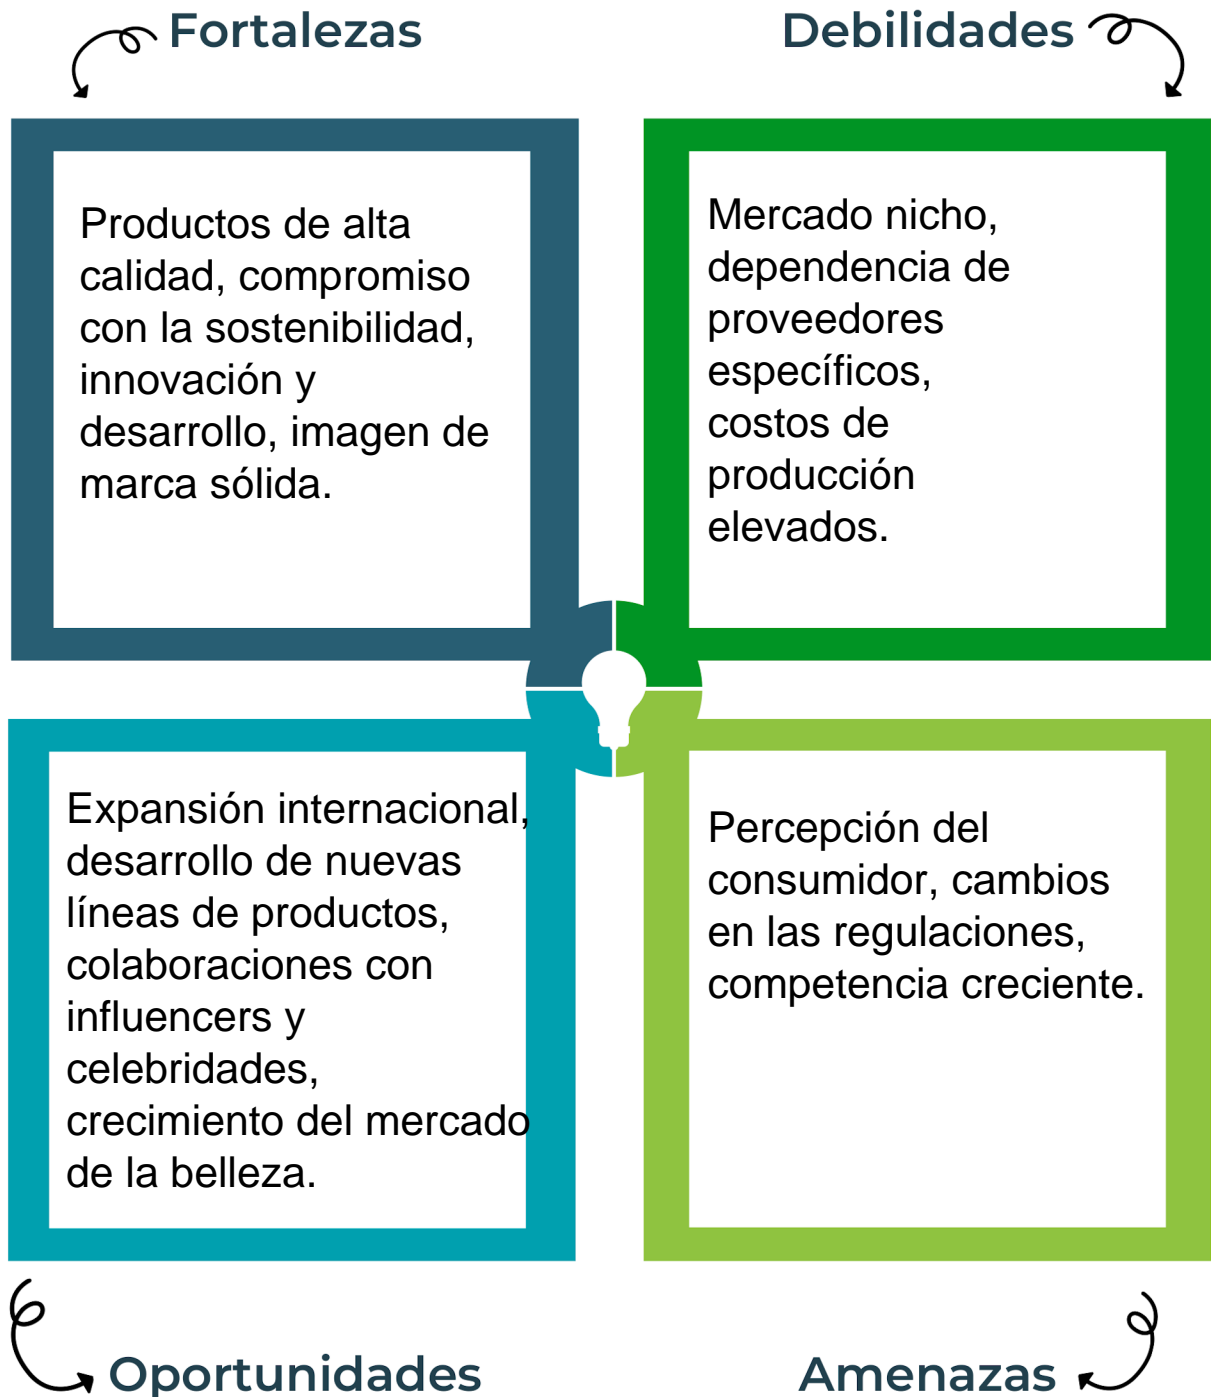 Fortalezas
Productos de alta
calidad, compromiso
con la sostenibilidad,
innovación y
desarrollo, imagen de
marca sólida.
Debilidades
Mercado nicho,
dependencia de
proveedores
específicos,
costos de
producción
elevados.
Expansión internacional,
desarrollo de nuevas
líneas de productos,
colaboraciones con
influencers y
celebridades,
crecimiento del mercado
de la belleza.
Oportunidades
Percepción del
consumidor, cambios
en las regulaciones,
competencia creciente.
Amenazas